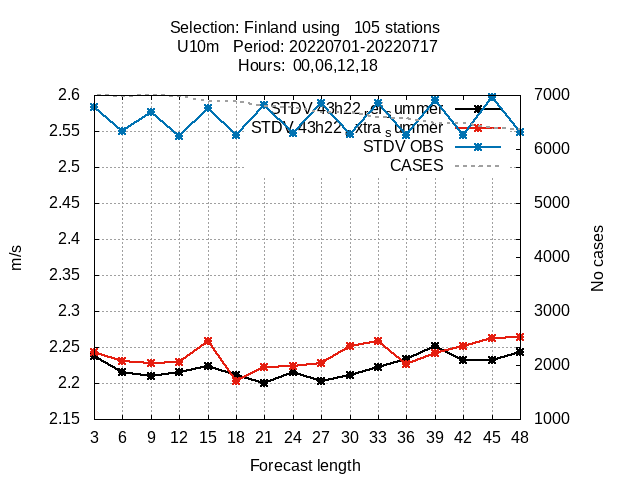 Selection: Finland using 105 stations
U10m Period: 20220701-20220717
Hours: 00,06,12,18
2.6
2.55
2.5
2.45
2.4
2.35
2.3
2.25
2.2
2.15
7000
6000
5000
4000
3000
2000
1000
m/s
No cases
STDV OBS
CASES
3 6 9 12 15 18 21 24 27 30 33 36 39 42 45 48
Forecast length